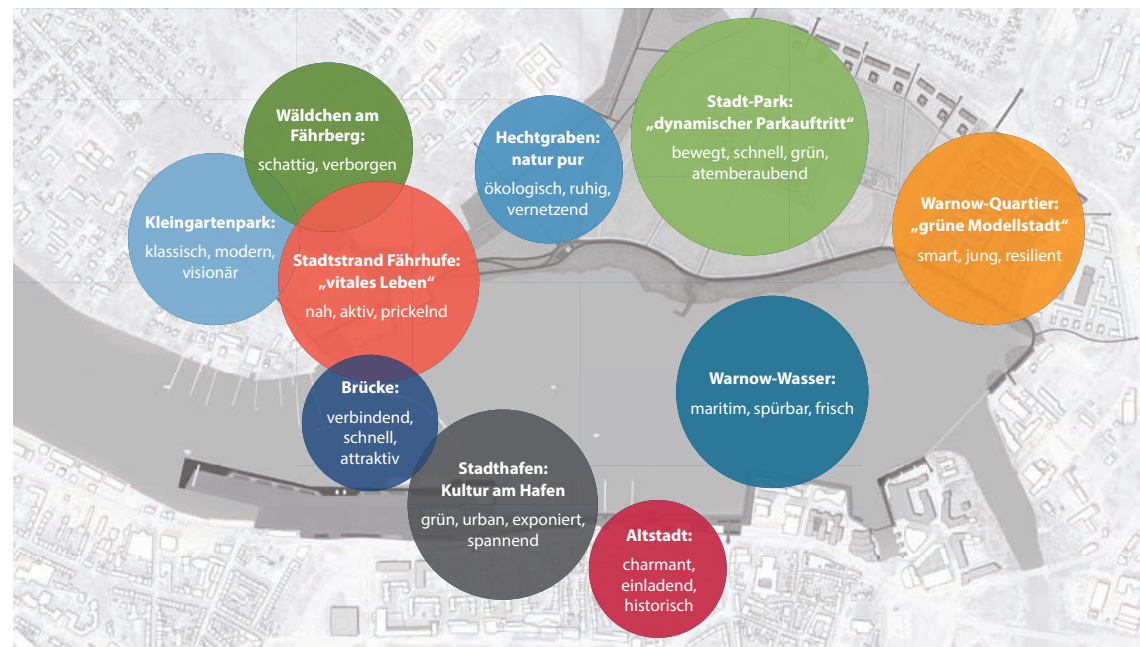 Wäldchen am
Fährberg:
schattig, verborgen
Hechtgraben:
natur pur
ökologisch, ruhig,
vernetzend
Stadt-Park:
„dynamischer Parkauftritt“
bewegt, schnell, grün,
atemberaubend
Kleingartenpark:
klassisch, modern,
visionär
Stadtstrand Fährhufe:
„vitales Leben“
nah, aktiv, prickelnd
Warnow-Quartier:
„grüne Modellstadt“
smart, jung, resilient
Brücke:
verbindend,
schnell,
attraktiv
Warnow-Wasser:
maritim, spürbar, frisch
Stadthafen:
Kultur am Hafen
grün, urban, exponiert,
spannend
Altstadt:
charmant,
einladend,
historisch